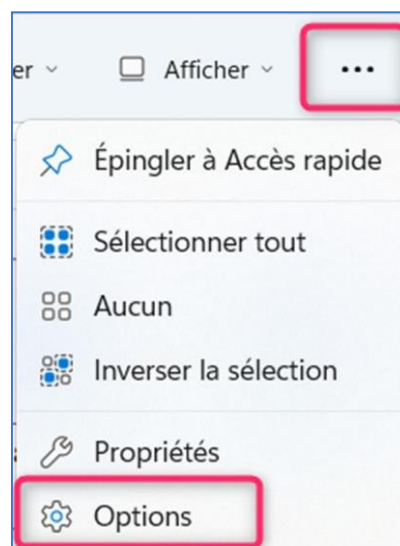 er Afficher ...
Épingler à Accès rapide
Sélectionner tout
Aucun
Inverser la sélection
Propriétés
Options